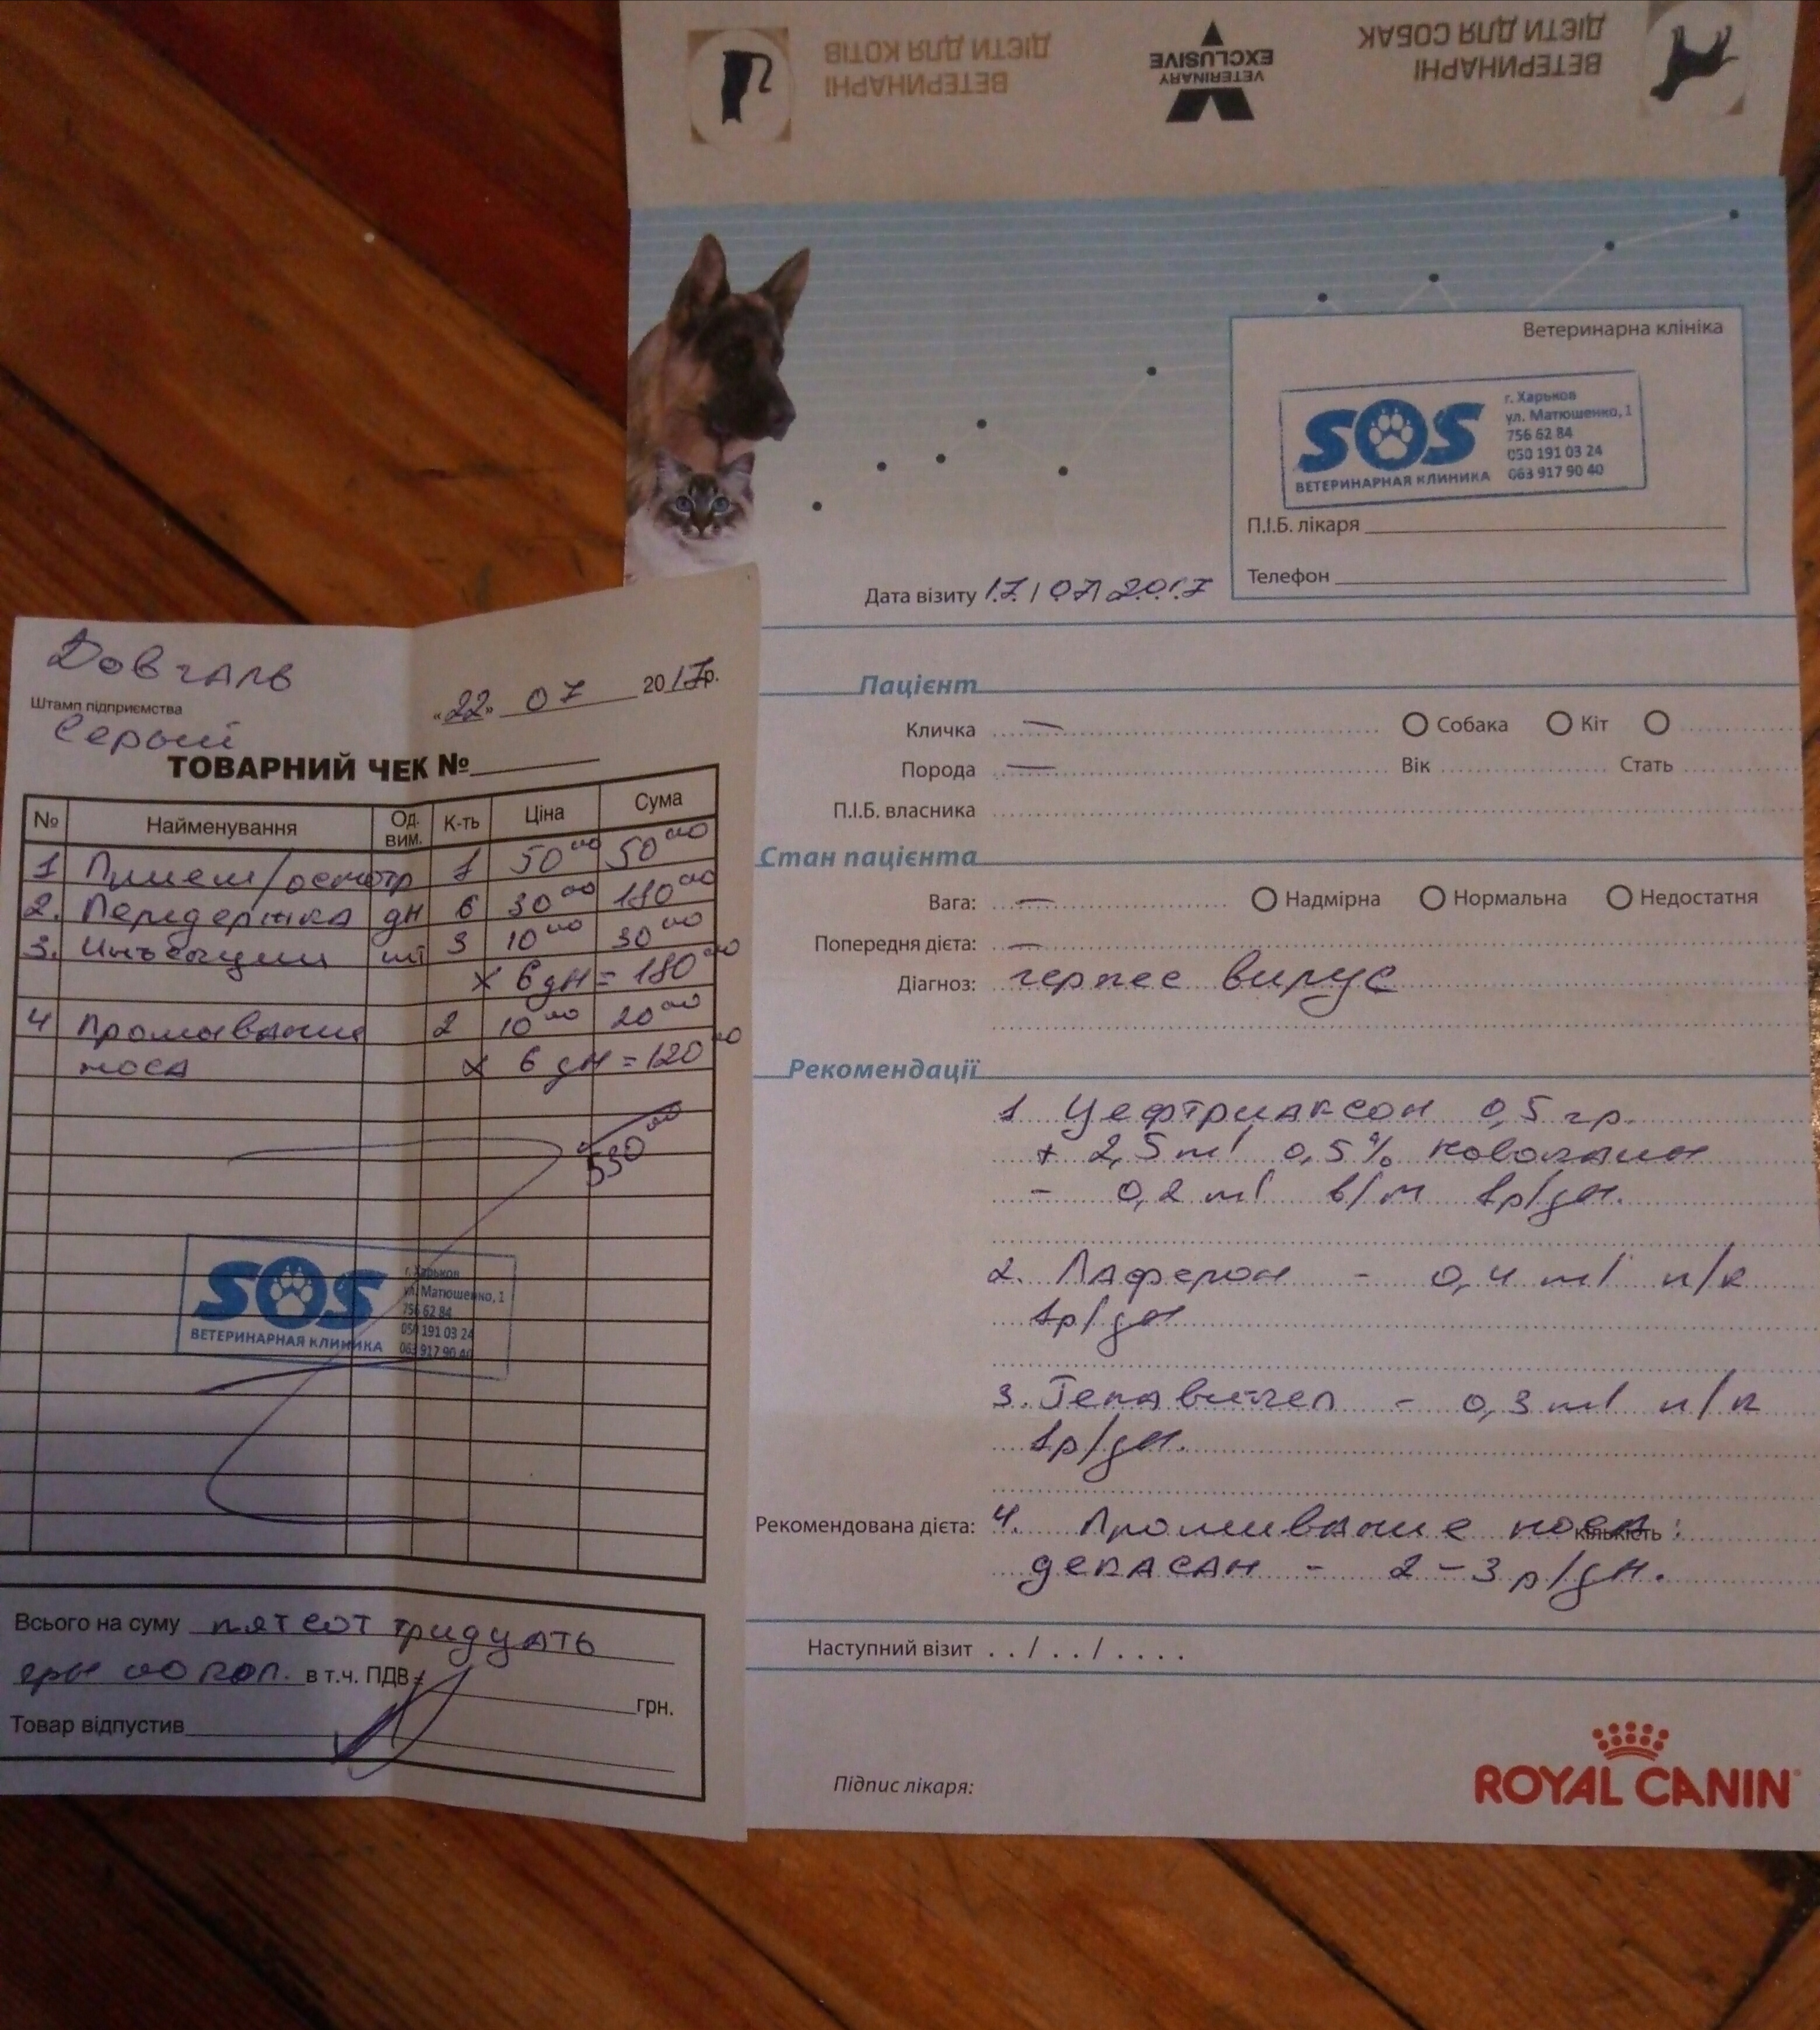 ВЕТЕРИНАРНІ
ДІЄТИ ДЛЯ КОТІВ
VETERINARY
EXCLUSIVE
ВЕТЕРИНАРНІ
ДІЄТИ ДЛЯ СОБАК
Ветеринарна клініка
SOS
ВЕТЕРИНАРНАЯ КЛИНИКА
г. Харьков
ул. Матюшенко, 1
756 62 84
050 191 03 24
063 917 90 40
П.І.Б. лікаря
Телефон
Дата візиту 17/07/2017
Пацієнт
Кличка — Собака Кіт
Порода — Вік Стать
П.І.Б. власника
Стан пацієнта
Вага: — Надмірна Нормальна Недостатня
Попередня дієта: —
Діагноз: герпес вирус
Рекомендації
1. Цефтриаксон 0,5 гр.
+ 2,5 ml 0,5% новокаин
- 0,2 ml в/м 1р/дн.
2. Лаферон - 0,4 ml п/к
1р/дн
3. Гепавикел - 0,3 ml п/к
1р/дн.
Рекомендована дієта: 4. Промивание носа: кількість
декасан - 2-3 р/дн.
Наступний візит . . / . . / . . . .
Підпис лікаря:
ROYAL CANIN
Довгаль
Штамп підприємства
Серый
«22» 07 2017р.
ТОВАРНИЙ ЧЕК №
№ Найменування Од. вим. К-ть Ціна Сума
1 Прием/осмотр 1 50 00 50 00
2. Передержка дн 6 30 00 180 00
3. Инъекции шт 3 10 00 30 00
х 6 дн = 180 00
4 Промывание 2 10 00 20 00
носа х 6 дн = 120 00
530 00
SOS
ВЕТЕРИНАРНАЯ КЛИНИКА
г. Харьков
ул. Матюшенко, 1
756 62 84
050 191 03 24
063 917 90 40
Всього на суму пятсот тридцать
грн 00 коп. в т.ч. ПДВ
грн.
Товар відпустив